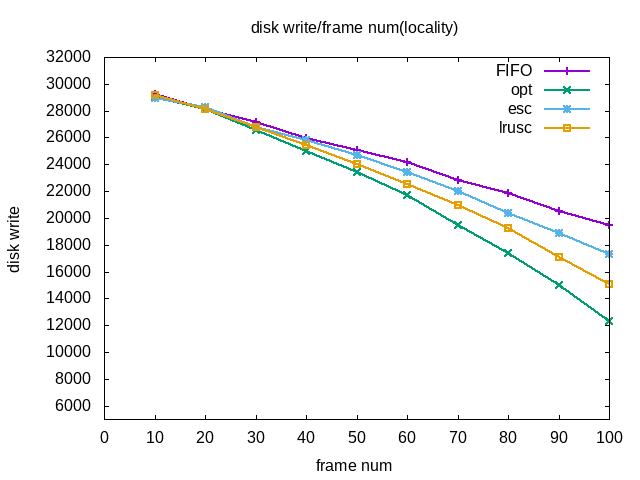 disk write/frame num(locality)
32000
30000
28000
26000
24000
22000
20000
18000
16000
14000
12000
10000
8000
6000
disk write
FIFO
opt
esc
lrusc
0 10 20 30 40 50 60 70 80 90 100
frame num